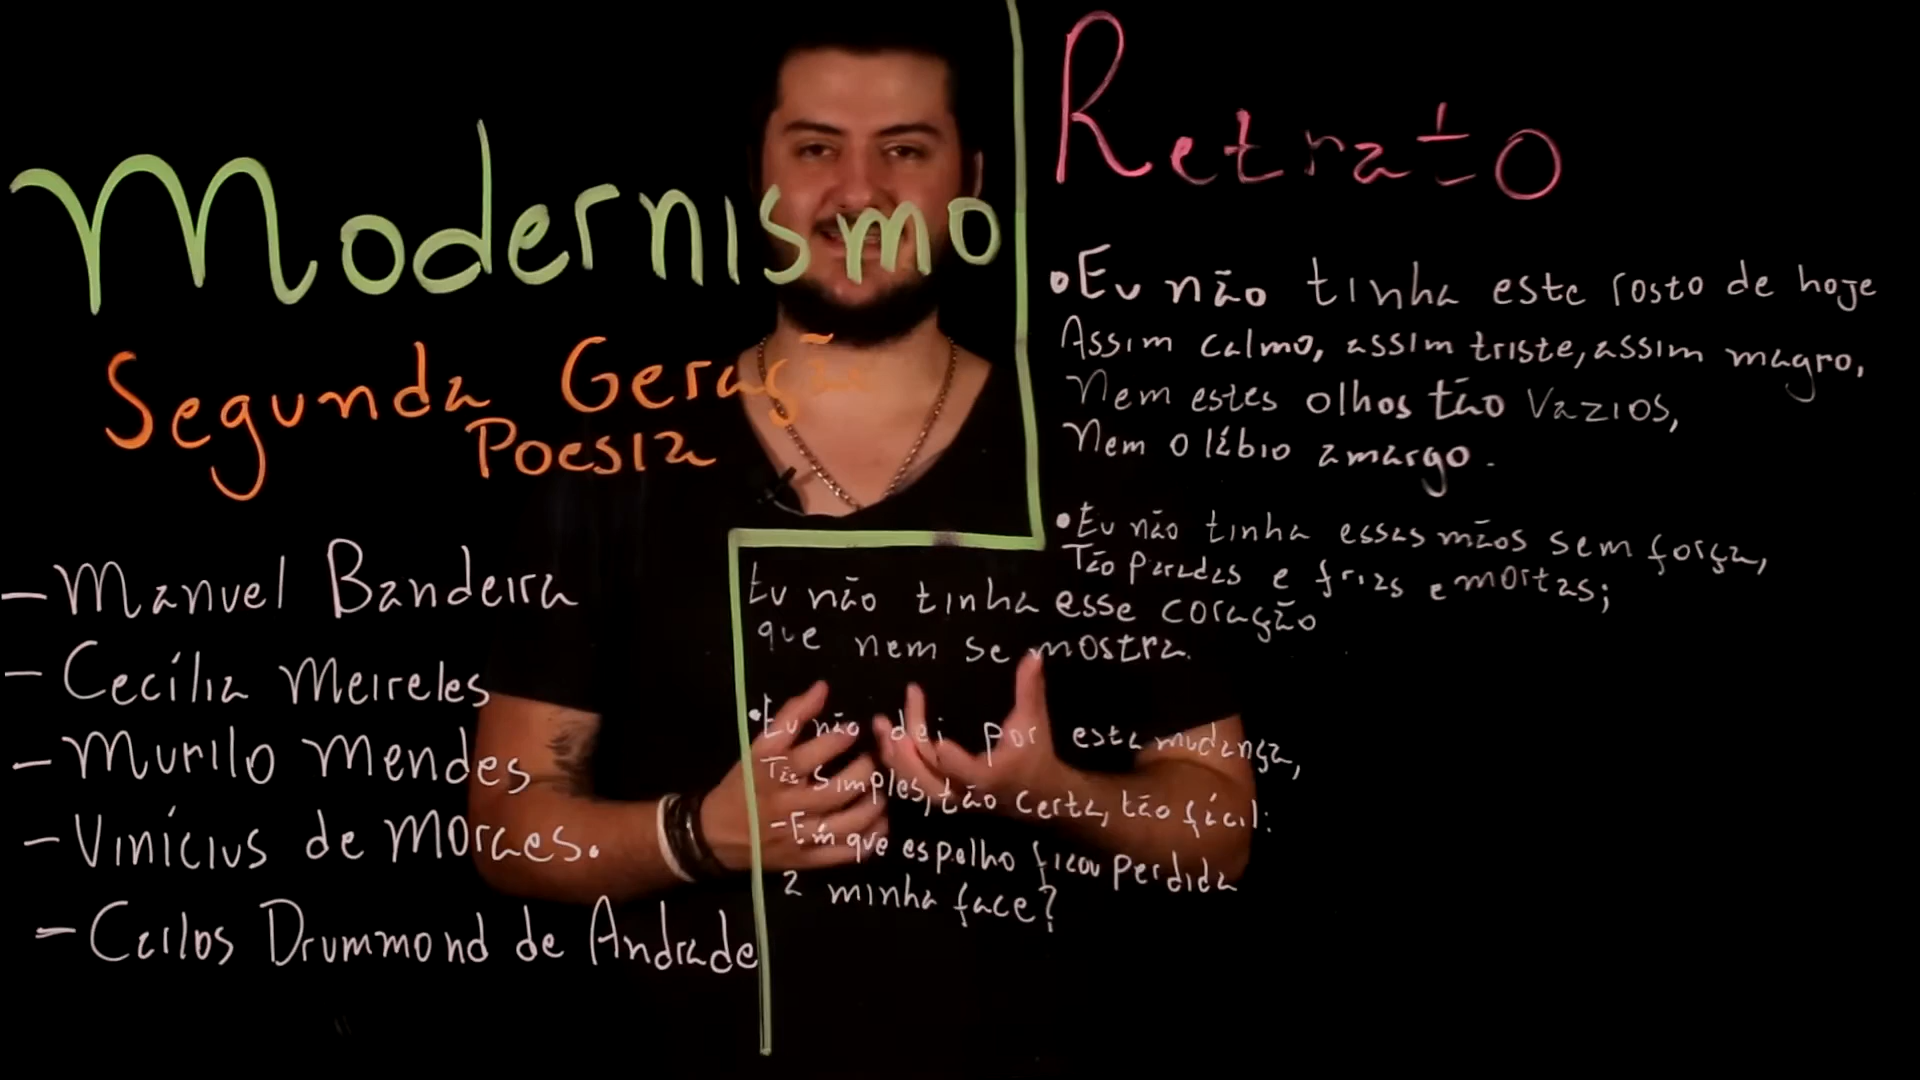 Modernismo
Segunda Geração
Poesia
- Manuel Bandeira
- Cecília Meireles
- Murilo Mendes
- Vinícius de Moraes.
- Carlos Drummond de Andrade
Retrato
• Eu não tinha este rosto de hoje
Assim calmo, assim triste, assim magro,
Nem estes olhos tão vazios,
Nem o lábio amargo.
• Eu não tinha essas mãos sem força,
Tão paradas e frias e mortas;
Eu não tinha esse coração
que nem se mostra.
• Eu não dei por esta mudança,
Tão simples, tão certa, tão fácil:
- Em que espelho ficou perdida
a minha face?